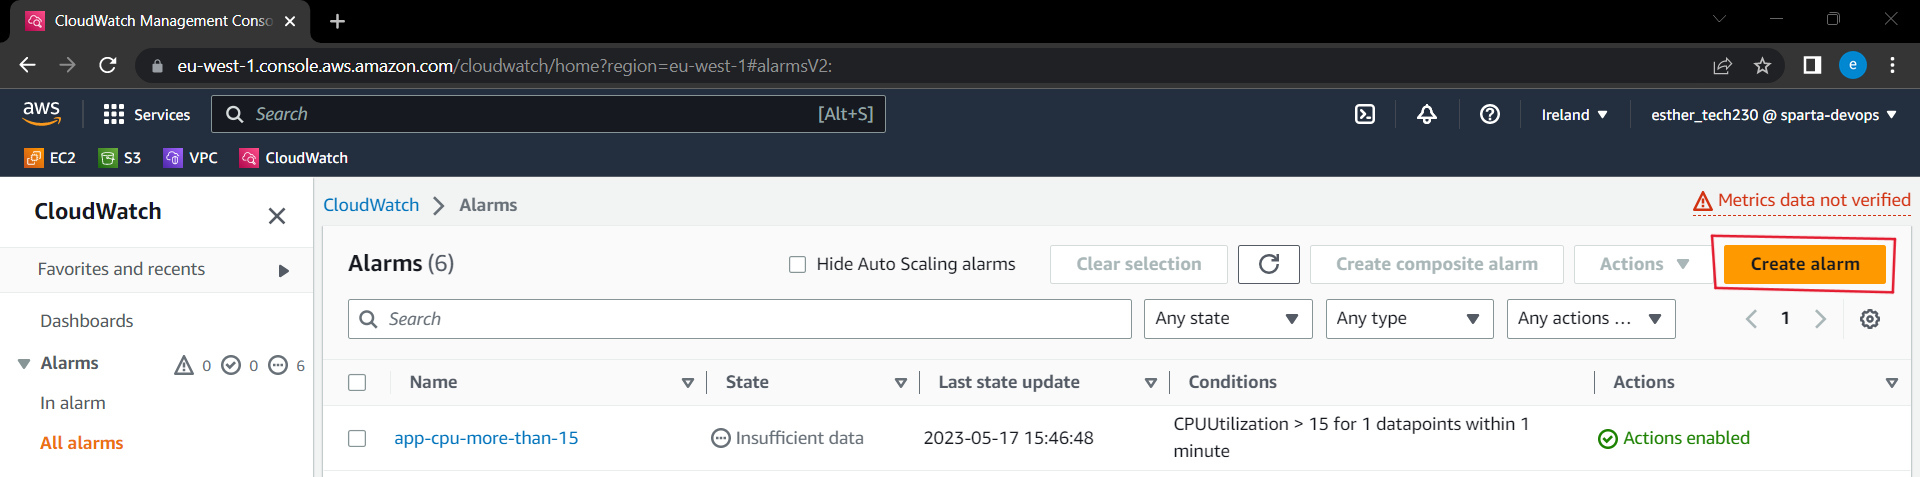 CloudWatch Management Conso
eu-west-1.console.aws.amazon.com/cloudwatch/home?region=eu-west-1#alarmsV2:
e
aws Services Search [Alt+S] Ireland esther_tech230 @ sparta-devops
EC2 S3 VPC CloudWatch
CloudWatch
CloudWatch Alarms Metrics data not verified
Favorites and recents
Alarms (6) Hide Auto Scaling alarms Clear selection Create composite alarm Actions Create alarm
Dashboards
Search Any state Any type Any actions ... 1
Alarms 0 0 6
Name State Last state update Conditions Actions
In alarm
All alarms
app-cpu-more-than-15 Insufficient data 2023-05-17 15:46:48 CPUUtilization > 15 for 1 datapoints within 1
minute Actions enabled